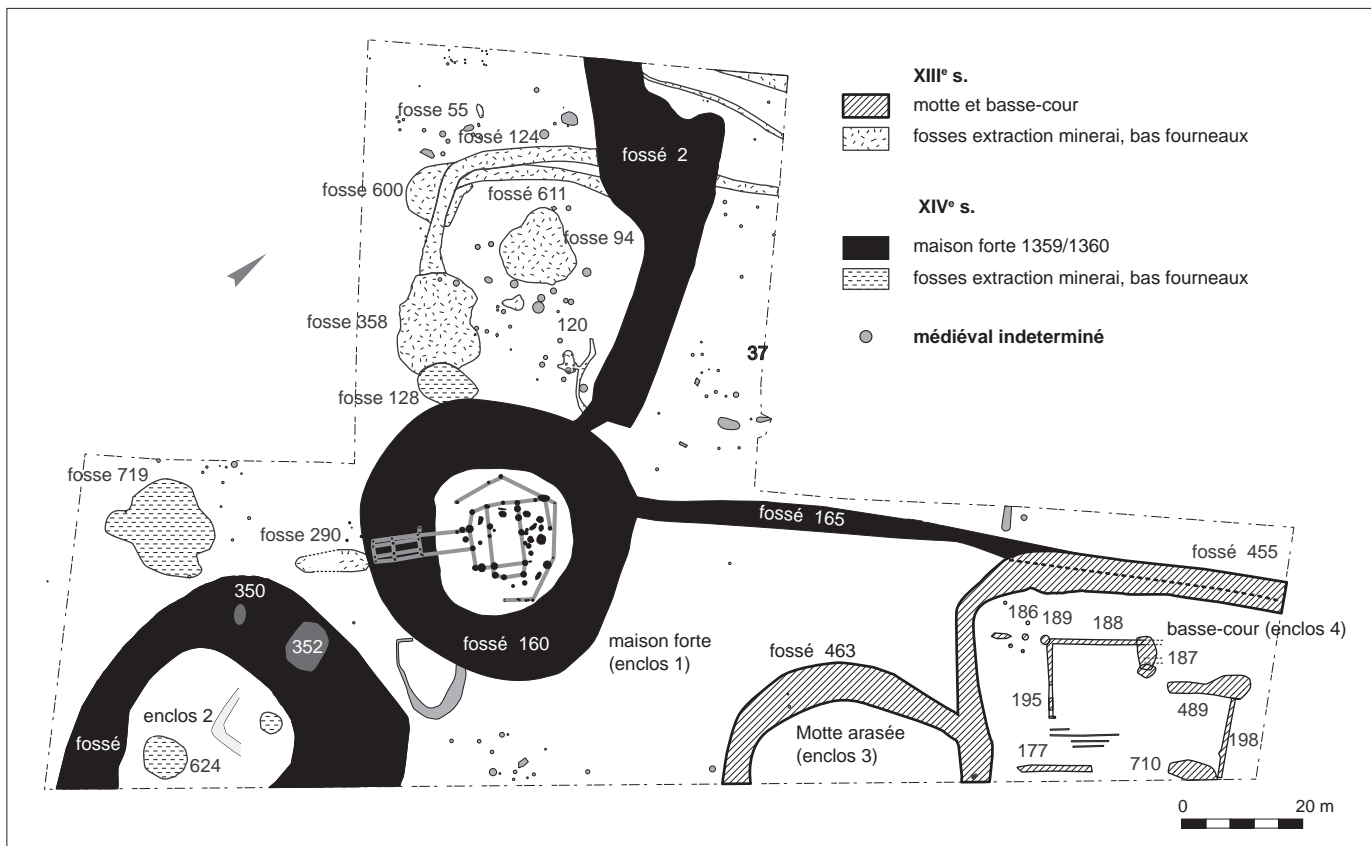 XIIIᵉ s.
motte et basse-cour
fosses extraction minerai, bas fourneaux
XIVᵉ s.
maison forte 1359/1360
fosses extraction minerai, bas fourneaux
médiéval indeterminé
fosse 55
fossé 124
fossé 2
fosse 600
fossé 611
fosse 94
fosse 358
120
37
fosse 128
fosse 719
fosse 290
fossé 165
fossé 455
350
352
fossé 160
maison forte
(enclos 1)
fossé 463
186
189
188
basse-cour (enclos 4)
187
195
489
enclos 2
fossé
624
Motte arasée
(enclos 3)
177
710
198
0
20 m